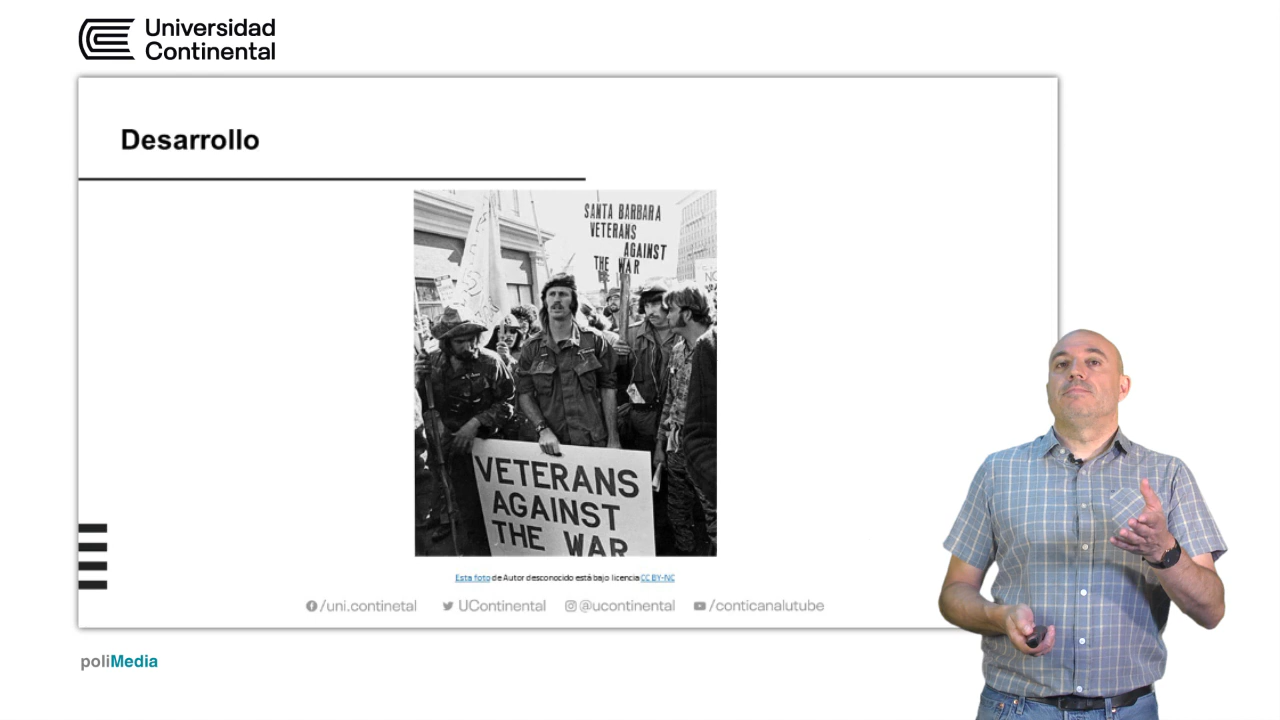 Universidad
Continental
Desarrollo
SANTA BARBARA
VETERANS
AGAINST
THE WAR
VETERANS
AGAINST
THE WAR
Esta foto de Autor desconocido está bajo licencia CC BY-NC
/uni.continetal UContinental @ucontinental /conticanalutube
poliMedia